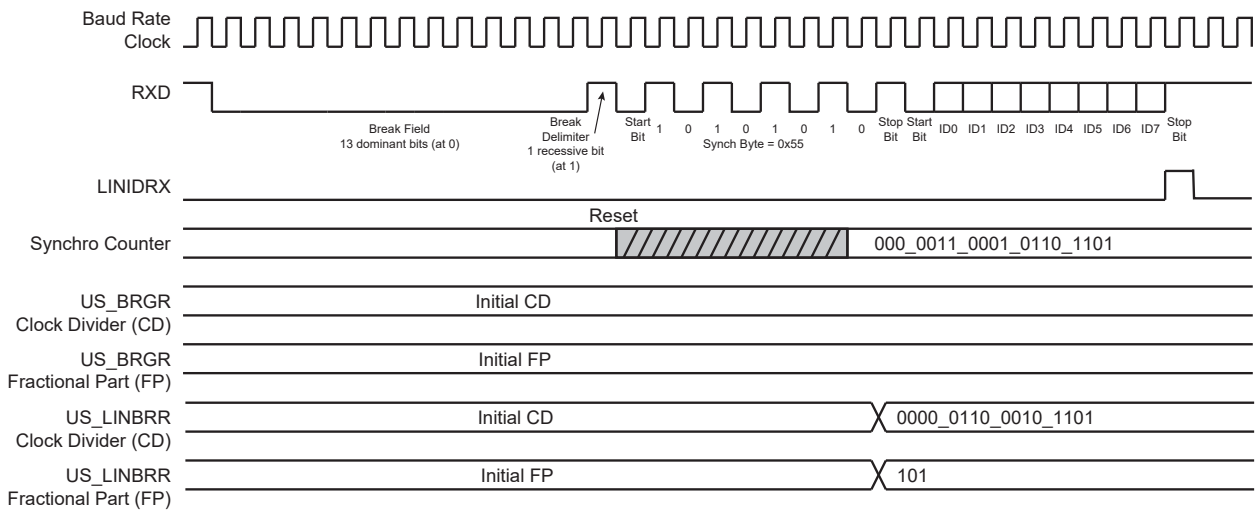 Baud Rate
Clock
RXD
Break Field
13 dominant bits (at 0)
Break
Delimiter
1 recessive bit
(at 1)
Start
Bit
1 0 1 0 1 0 1 0
Synch Byte = 0x55
Stop
Bit
Start
Bit
ID0 ID1 ID2 ID3 ID4 ID5 ID6 ID7
Stop
Bit
LINIDRX
Reset
Synchro Counter
000_0011_0001_0110_1101
US_BRGR
Clock Divider (CD)
Initial CD
US_BRGR
Fractional Part (FP)
Initial FP
US_LINBRR
Clock Divider (CD)
Initial CD
0000_0110_0010_1101
US_LINBRR
Fractional Part (FP)
Initial FP
101